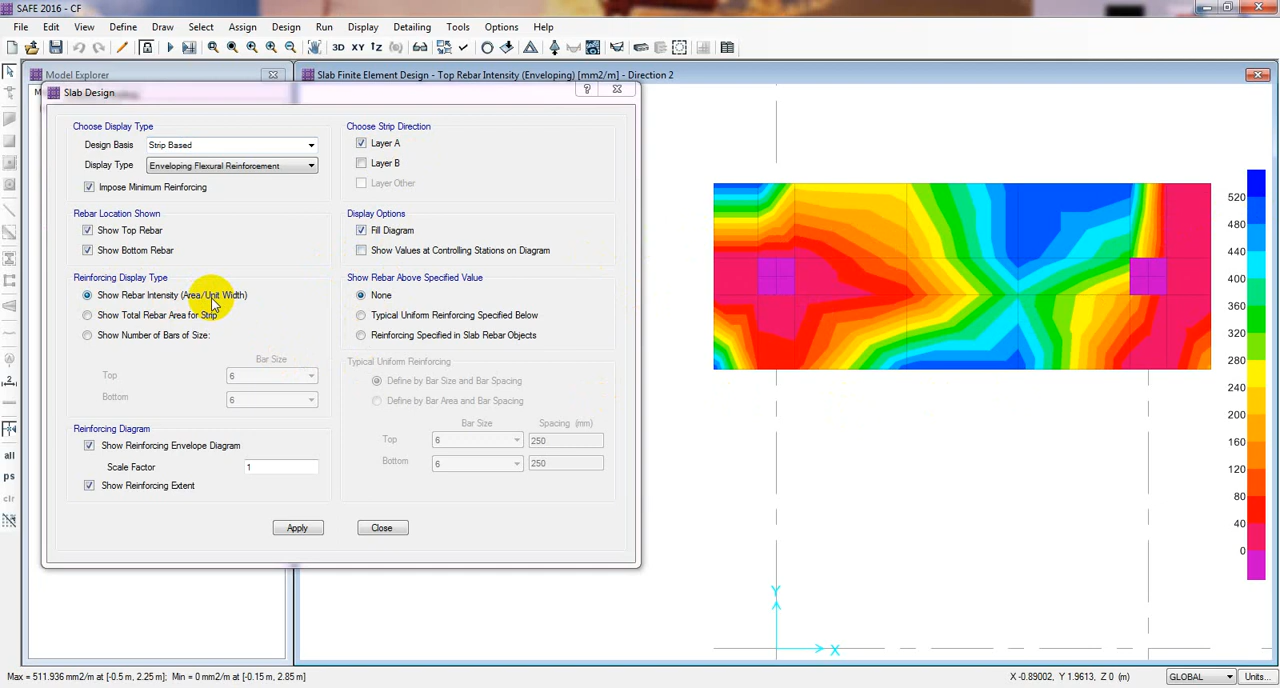 SAFE 2016 - CF
File Edit View Define Draw Select Assign Design Run Display Detailing Tools Options Help
3D XY
Model Explorer
Slab Finite Element Design - Top Rebar Intensity (Enveloping) [mm2/m] - Direction 2
Slab Design
Choose Display Type
Design Basis Strip Based
Display Type Enveloping Flexural Reinforcement
Impose Minimum Reinforcing
Rebar Location Shown
Show Top Rebar
Show Bottom Rebar
Reinforcing Display Type
Show Rebar Intensity (Area/Unit Width)
Show Total Rebar Area for Strip
Show Number of Bars of Size:
Bar Size
Top 6
Bottom 6
Reinforcing Diagram
Show Reinforcing Envelope Diagram
Scale Factor 1
Show Reinforcing Extent
Choose Strip Direction
Layer A
Layer B
Layer Other
Display Options
Fill Diagram
Show Values at Controlling Stations on Diagram
Show Rebar Above Specified Value
None
Typical Uniform Reinforcing Specified Below
Reinforcing Specified in Slab Rebar Objects
Typical Uniform Reinforcing
Define by Bar Size and Bar Spacing
Define by Bar Area and Bar Spacing
Bar Size Spacing (mm)
Top 6 250
Bottom 6 250
Apply Close
all
ps
clr
520
480
440
400
360
320
280
240
200
160
120
80
40
0
Y
X
Max = 511.936 mm2/m at [-0.5 m, 2.25 m]; Min = 0 mm2/m at [-0.15 m, 2.85 m]
X -0.89002, Y 1.9613, Z 0 (m)
GLOBAL
Units...